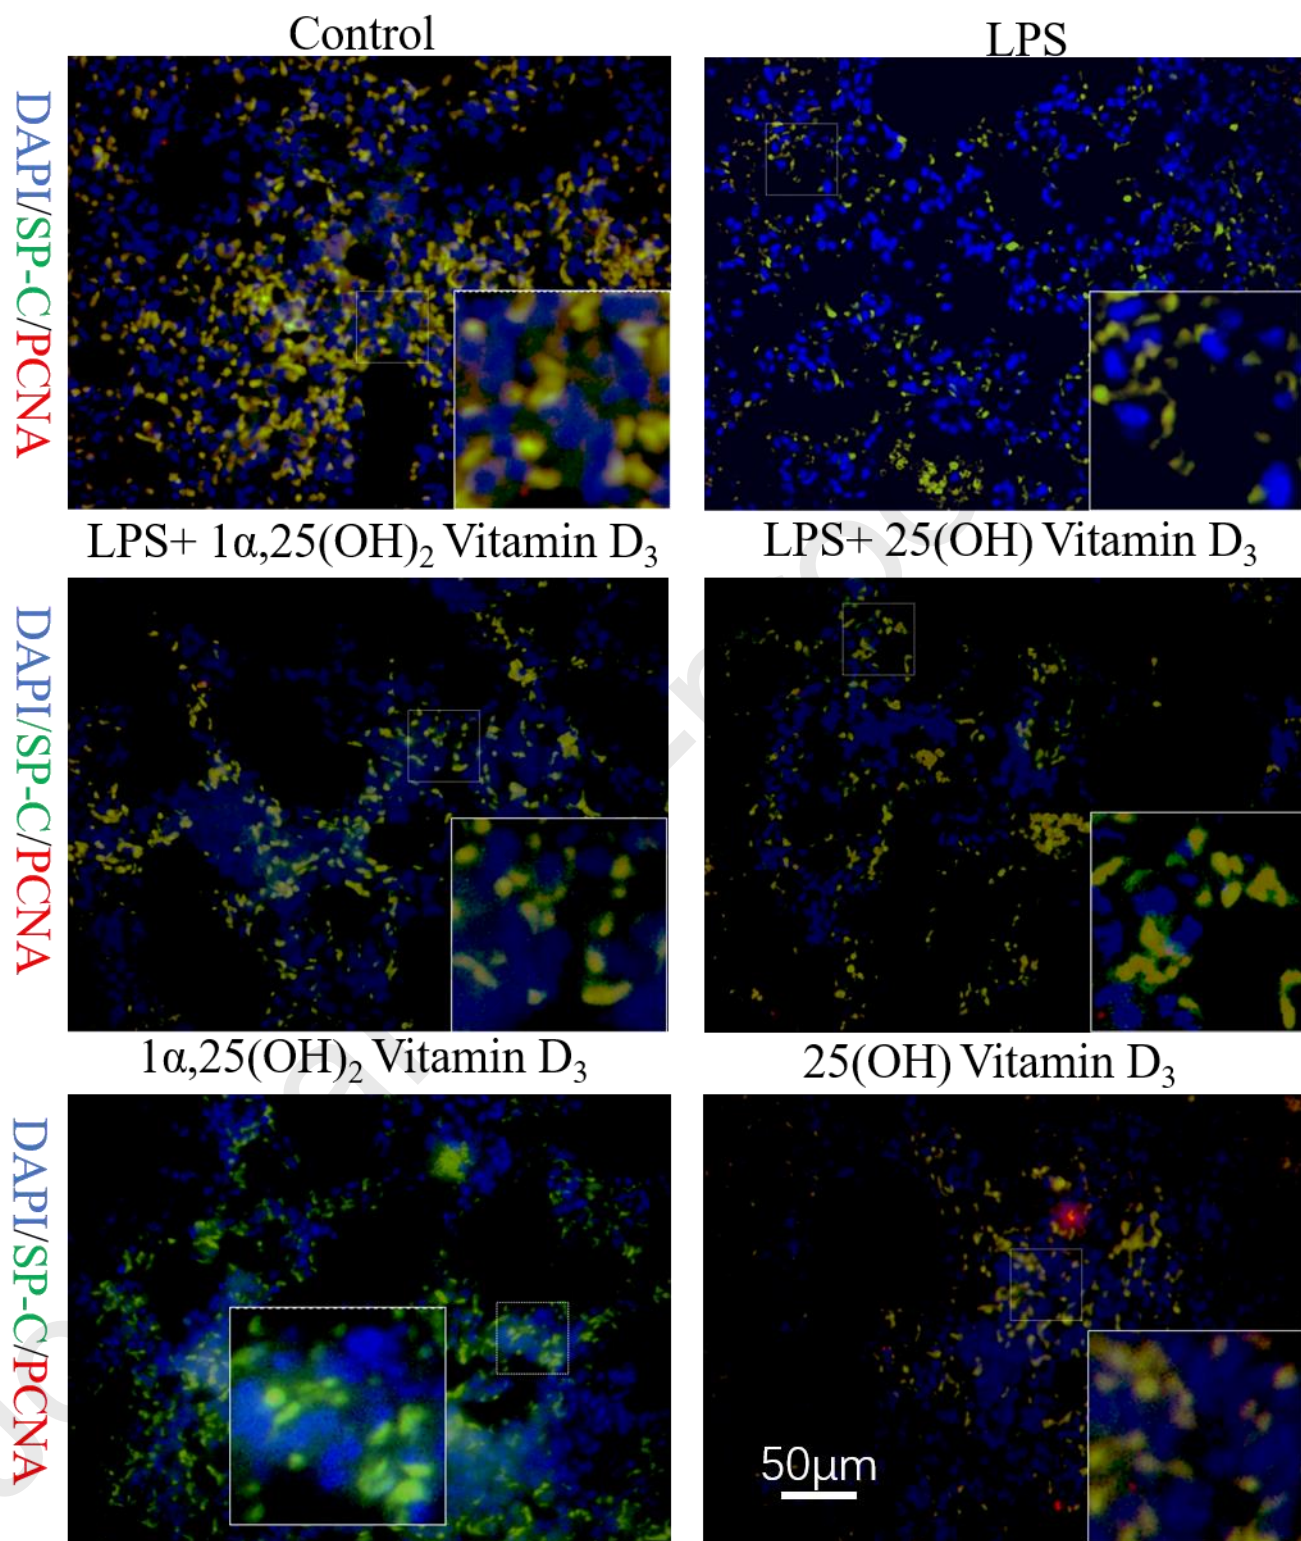 Control
LPS
DAPI/SP-C/PCNA
LPS+ 1α,25(OH)₂ Vitamin D₃
LPS+ 25(OH) Vitamin D₃
DAPI/SP-C/PCNA
1α,25(OH)₂ Vitamin D₃
25(OH) Vitamin D₃
DAPI/SP-C/PCNA
50μm